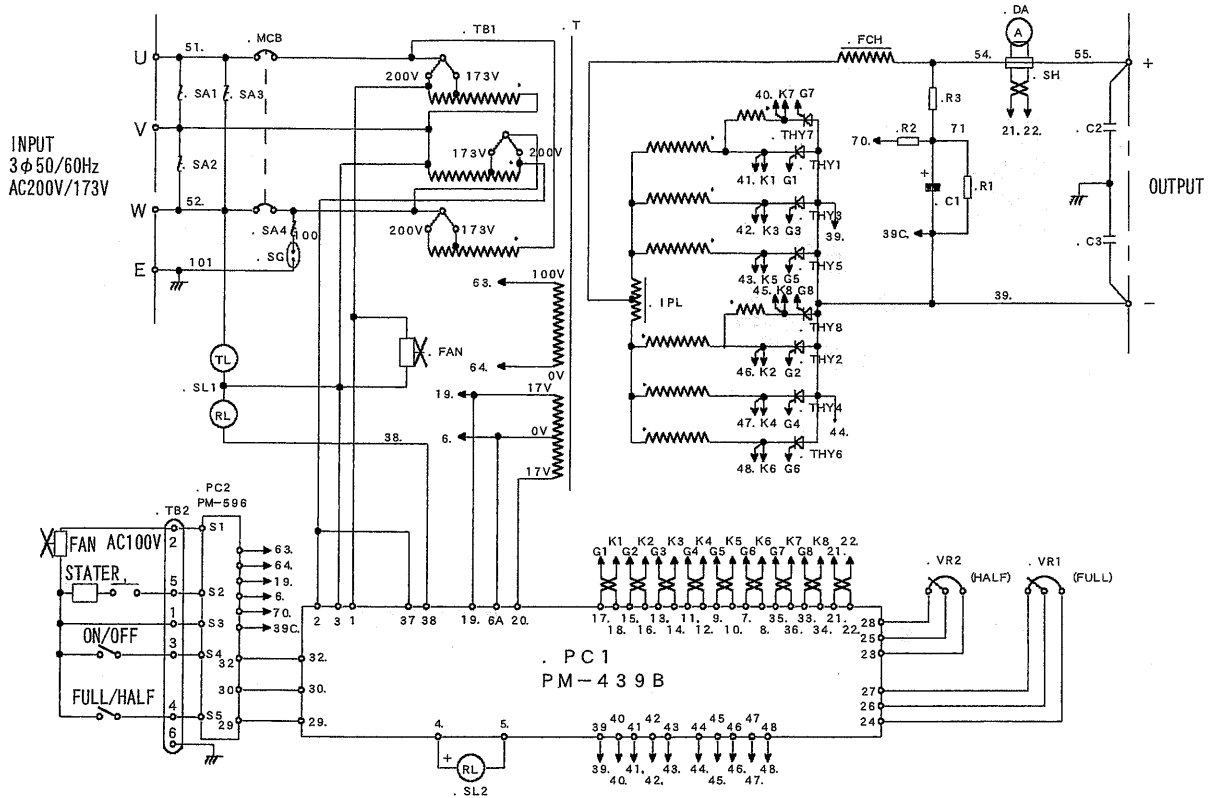 . DA
A
. T
. FCH
54.
55.
+
. SH
21. 22.
51.
. MCB
. TB1
U
200V 173V
. SA1
. SA3
V
INPUT
3φ50/60Hz
AC200V/173V
. SA2
173V 200V
W
52.
. SA4
100
. SG
200V 173V
E
101
40. K7 G7
. THY7
. THY1
41. K1 G1
. THY3
42. K3 G3
39.
. THY5
43. K5 G5
45. K8 G8
. THY8
. THY2
46. K2 G2
. THY4
47. K4 G4
44.
. THY6
48. K6 G6
. IPL
. R3
70.
. R2
71
+
. R1
. C1
39C.
. C2
OUTPUT
. C3
39.
−
63.
100V
64.
0V
. FAN
TL
. SL1
RL
38.
19.
17V
6.
0V
17V
. PC2
PM-596
. TB2
S1
FAN AC100V
2
STATER.
5
S2
1
S3
ON/OFF
3
S4
FULL/HALF
4
S5
6
63.
64.
19.
6.
70.
39C.
32
30
29
32.
30.
29.
2 3 1 37 38 19. 6A 20.
G1 K1 G2 K2 G3 K3 G4 K4 G5 K5 G6 K6 G7 K7 G8 K8 21. 22.
17. 15. 13. 11. 9. 7. 35. 33. 21.
18. 16. 14. 12. 10. 8. 36. 34. 22.
. PC1
PM-439B
. VR2
(HALF)
. VR1
(FULL)
28
25
23
27
26
24
4. 5.
+
RL
. SL2
39 40 41 42 43 44 45 46 47 48
39. 41. 43. 44. 46. 48.
40. 42. 45. 47.